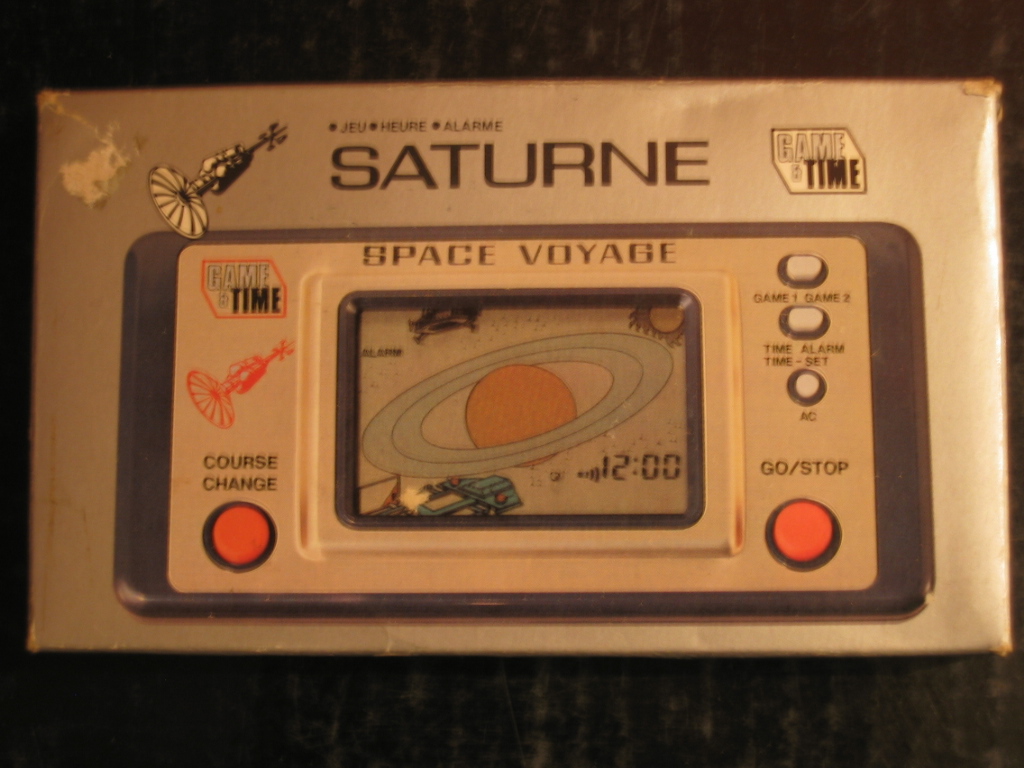 • JEU • HEURE • ALARME
SATURNE
GAME & TIME
SPACE VOYAGE
GAME & TIME
GAME 1 GAME 2
ALARM
TIME ALARM
TIME-SET
AC
COURSE
CHANGE
12:00
GO/STOP